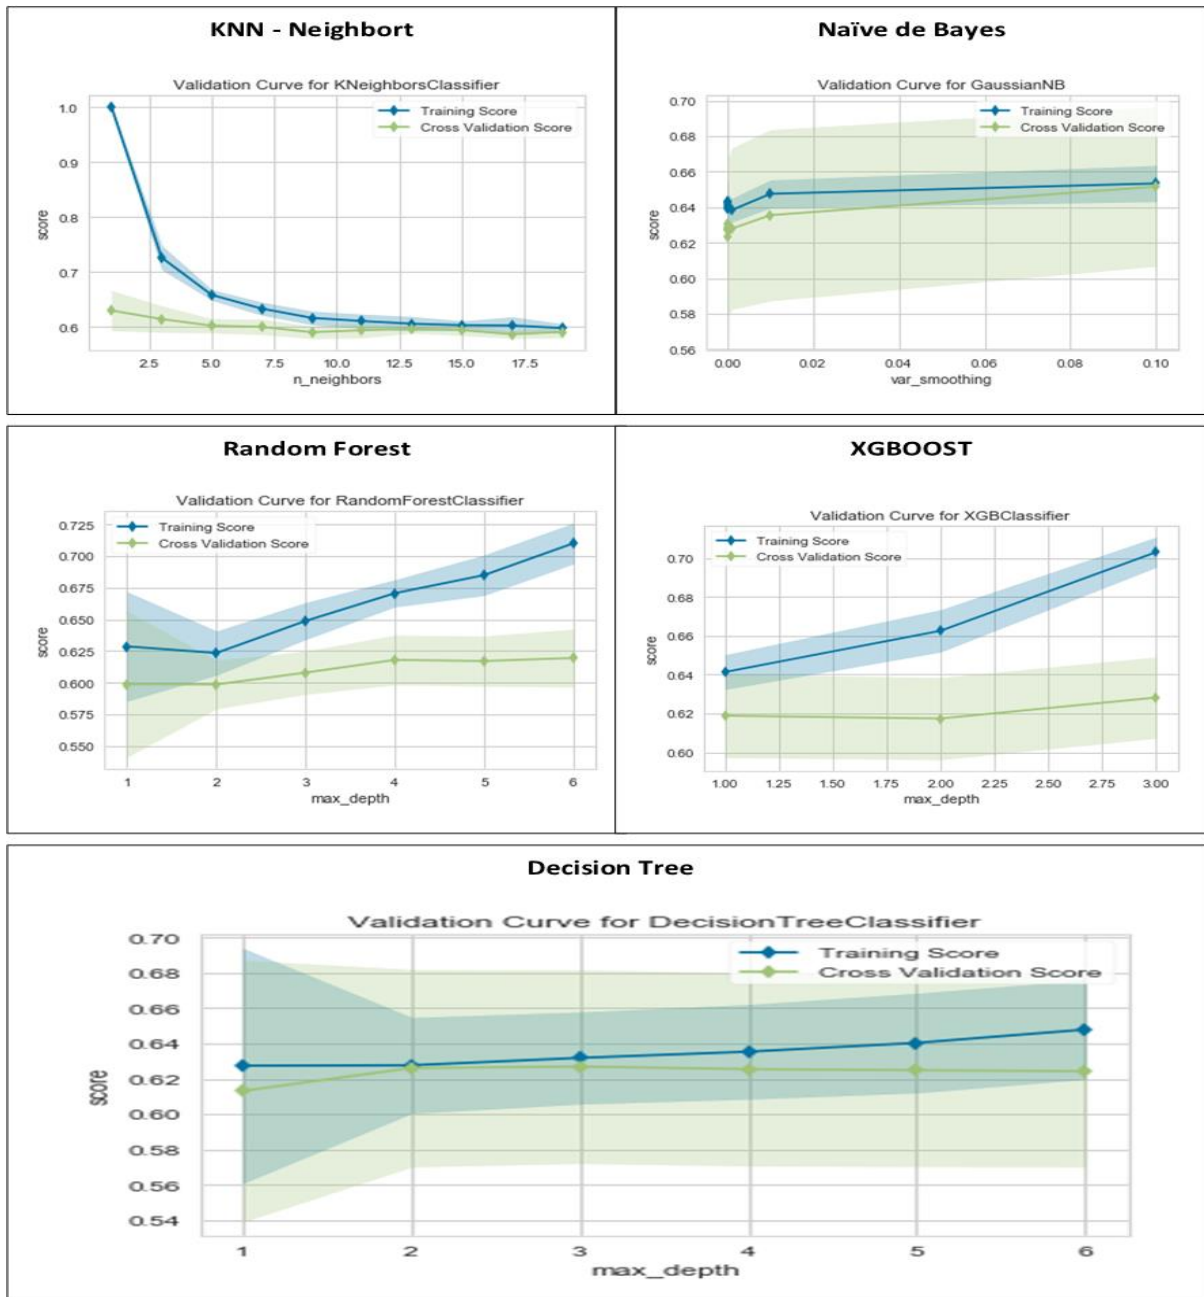 KNN - Neighbort
Validation Curve for KNeighborsClassifier
Training Score
Cross Validation Score
1.0
0.9
0.8
0.7
0.6
score
2.5 5.0 7.5 10.0 12.5 15.0 17.5
n_neighbors
Naïve de Bayes
Validation Curve for GaussianNB
Training Score
Cross Validation Score
0.70
0.68
0.66
0.64
0.62
0.60
0.58
0.56
score
0.00 0.02 0.04 0.06 0.08 0.10
var_smoothing
Random Forest
Validation Curve for RandomForestClassifier
Training Score
Cross Validation Score
0.725
0.700
0.675
0.650
0.625
0.600
0.575
0.550
score
1 2 3 4 5 6
max_depth
XGBOOST
Validation Curve for XGBClassifier
Training Score
Cross Validation Score
0.70
0.68
0.66
0.64
0.62
0.60
score
1.00 1.25 1.50 1.75 2.00 2.25 2.50 2.75 3.00
max_depth
Decision Tree
Validation Curve for DecisionTreeClassifier
Training Score
Cross Validation Score
0.70
0.68
0.66
0.64
0.62
0.60
0.58
0.56
0.54
score
1 2 3 4 5 6
max_depth